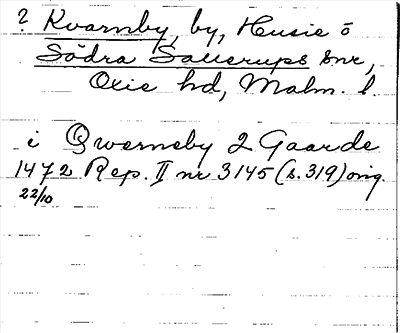 ? Kvarnby, by, Husie o
Södra Sallerups snr,
Oxie hd, Malm. l.
i Qwerneby 2 Gaarde
1472 Rep. II nr 3145 (s. 319) orig.
22/10